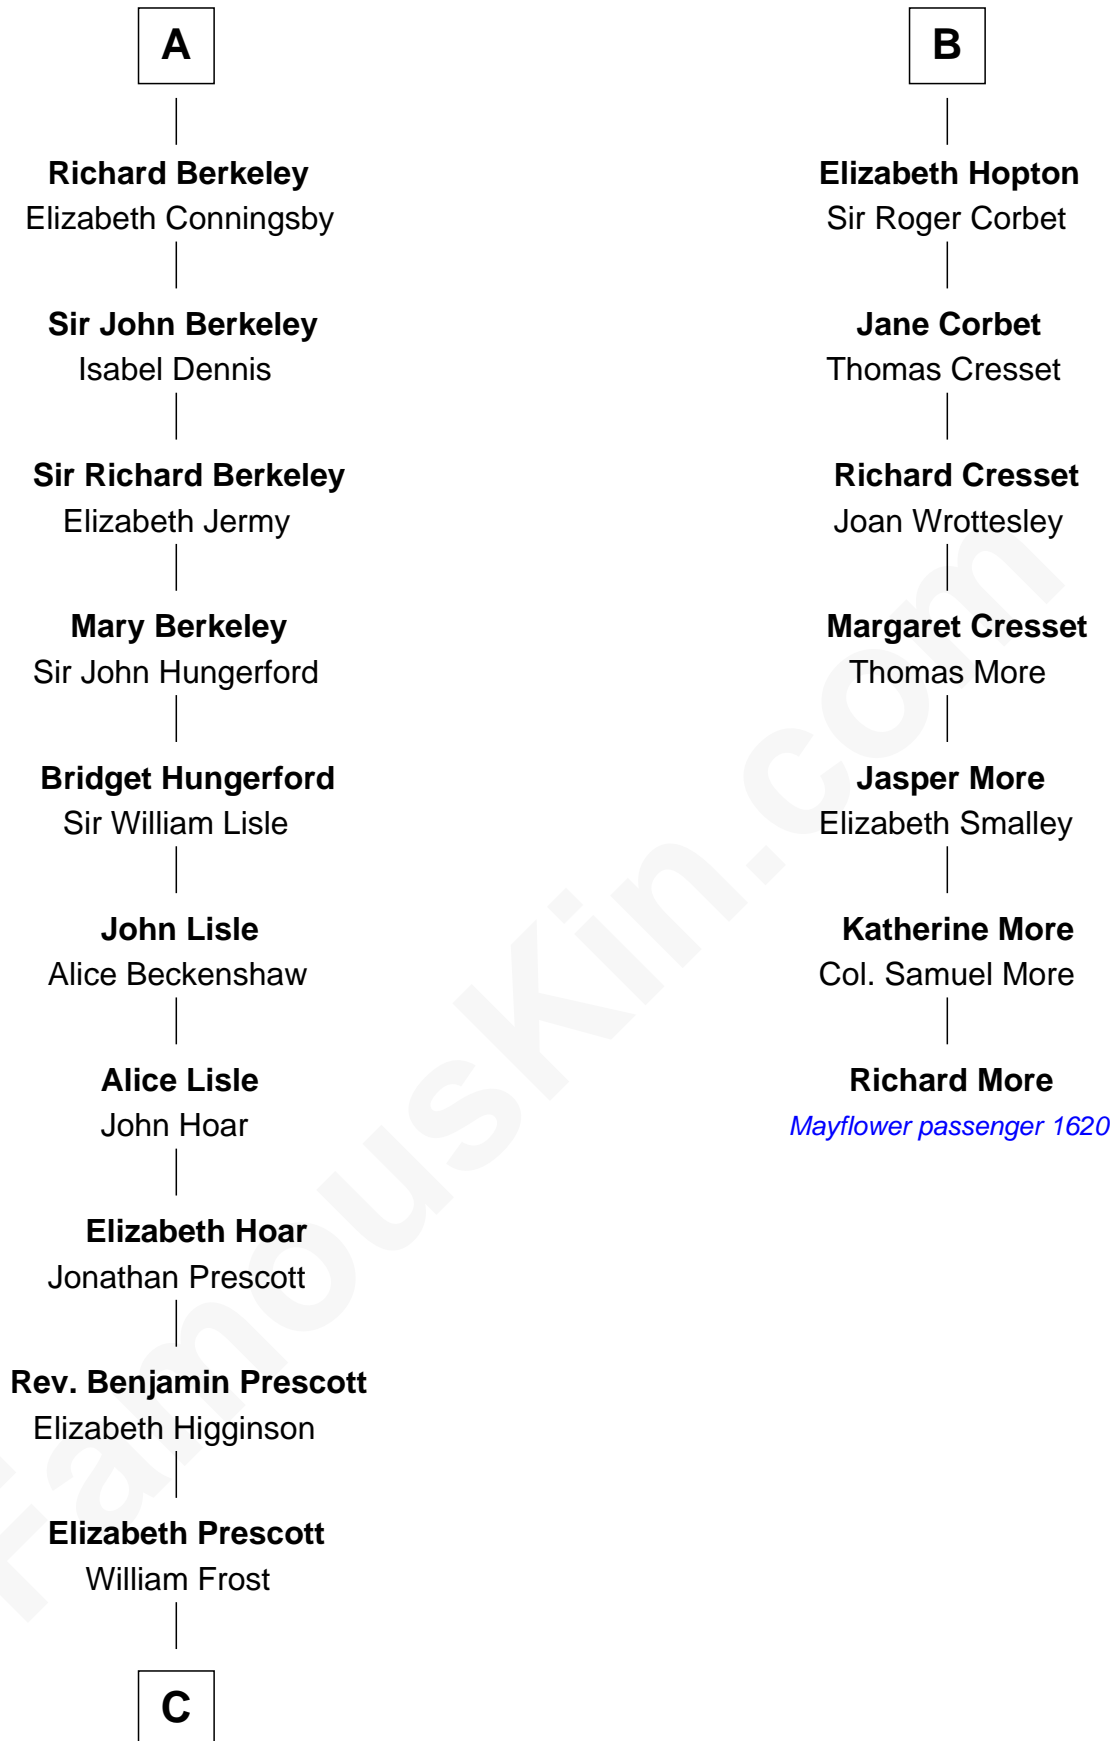 A
Richard Berkeley
Elizabeth Conningsby
Sir John Berkeley
Isabel Dennis
Sir Richard Berkeley
Elizabeth Jermy
Mary Berkeley
Sir John Hungerford
Bridget Hungerford
Sir William Lisle
John Lisle
Alice Beckenshaw
Alice Lisle
John Hoar
Elizabeth Hoar
Jonathan Prescott
Rev. Benjamin Prescott
Elizabeth Higginson
Elizabeth Prescott
William Frost
C
B
Elizabeth Hopton
Sir Roger Corbet
Jane Corbet
Thomas Cresset
Richard Cresset
Joan Wrottesley
Margaret Cresset
Thomas More
Jasper More
Elizabeth Smalley
Katherine More
Col. Samuel More
Richard More
Mayflower passenger 1620
FamousKin.com